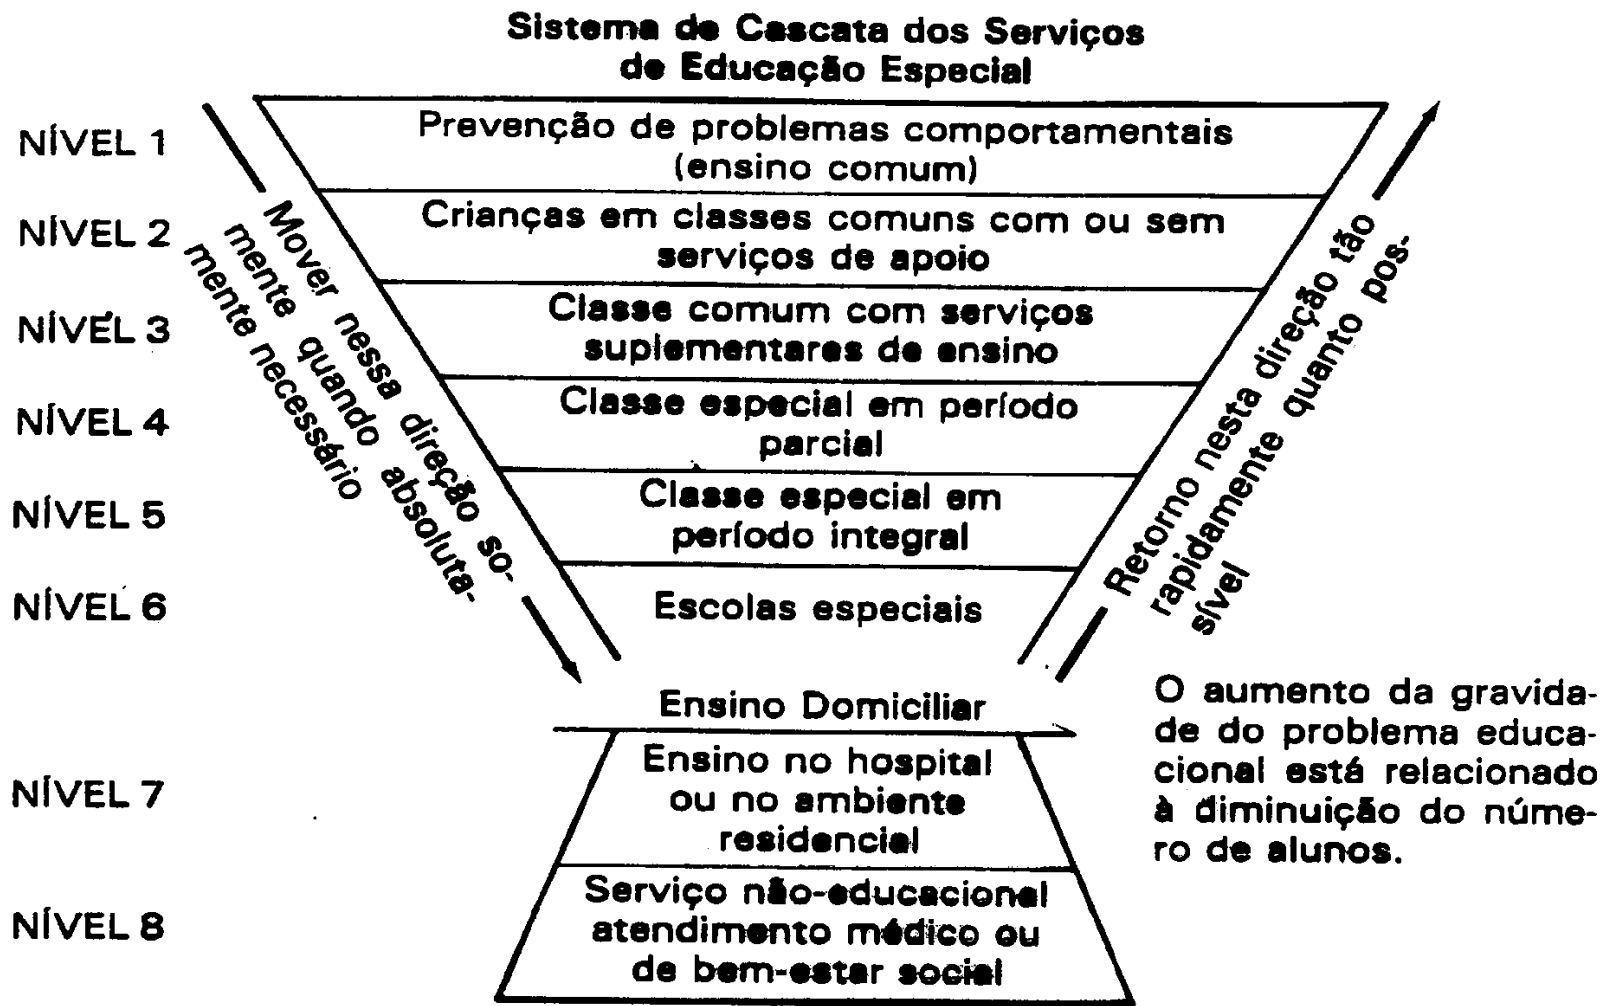 Sistema de Cascata dos Serviços
de Educação Especial
NÍVEL 1
Prevenção de problemas comportamentais
(ensino comum)
NÍVEL 2
Crianças em classes comuns com ou sem
serviços de apoio
NÍVEL 3
Classe comum com serviços
suplementares de ensino
NÍVEL 4
Classe especial em período
parcial
NÍVEL 5
Classe especial em
período integral
NÍVEL 6
Escolas especiais
Mover nessa direção so-
mente quando absoluta-
mente necessário
Retorno nesta direção tão
rapidamente quanto pos-
sível
Ensino Domiciliar
NÍVEL 7
Ensino no hospital
ou no ambiente
residencial
NÍVEL 8
Serviço não-educacional
atendimento médico ou
de bem-estar social
O aumento da gravida-
de do problema educa-
cional está relacionado
à diminuição do núme-
ro de alunos.